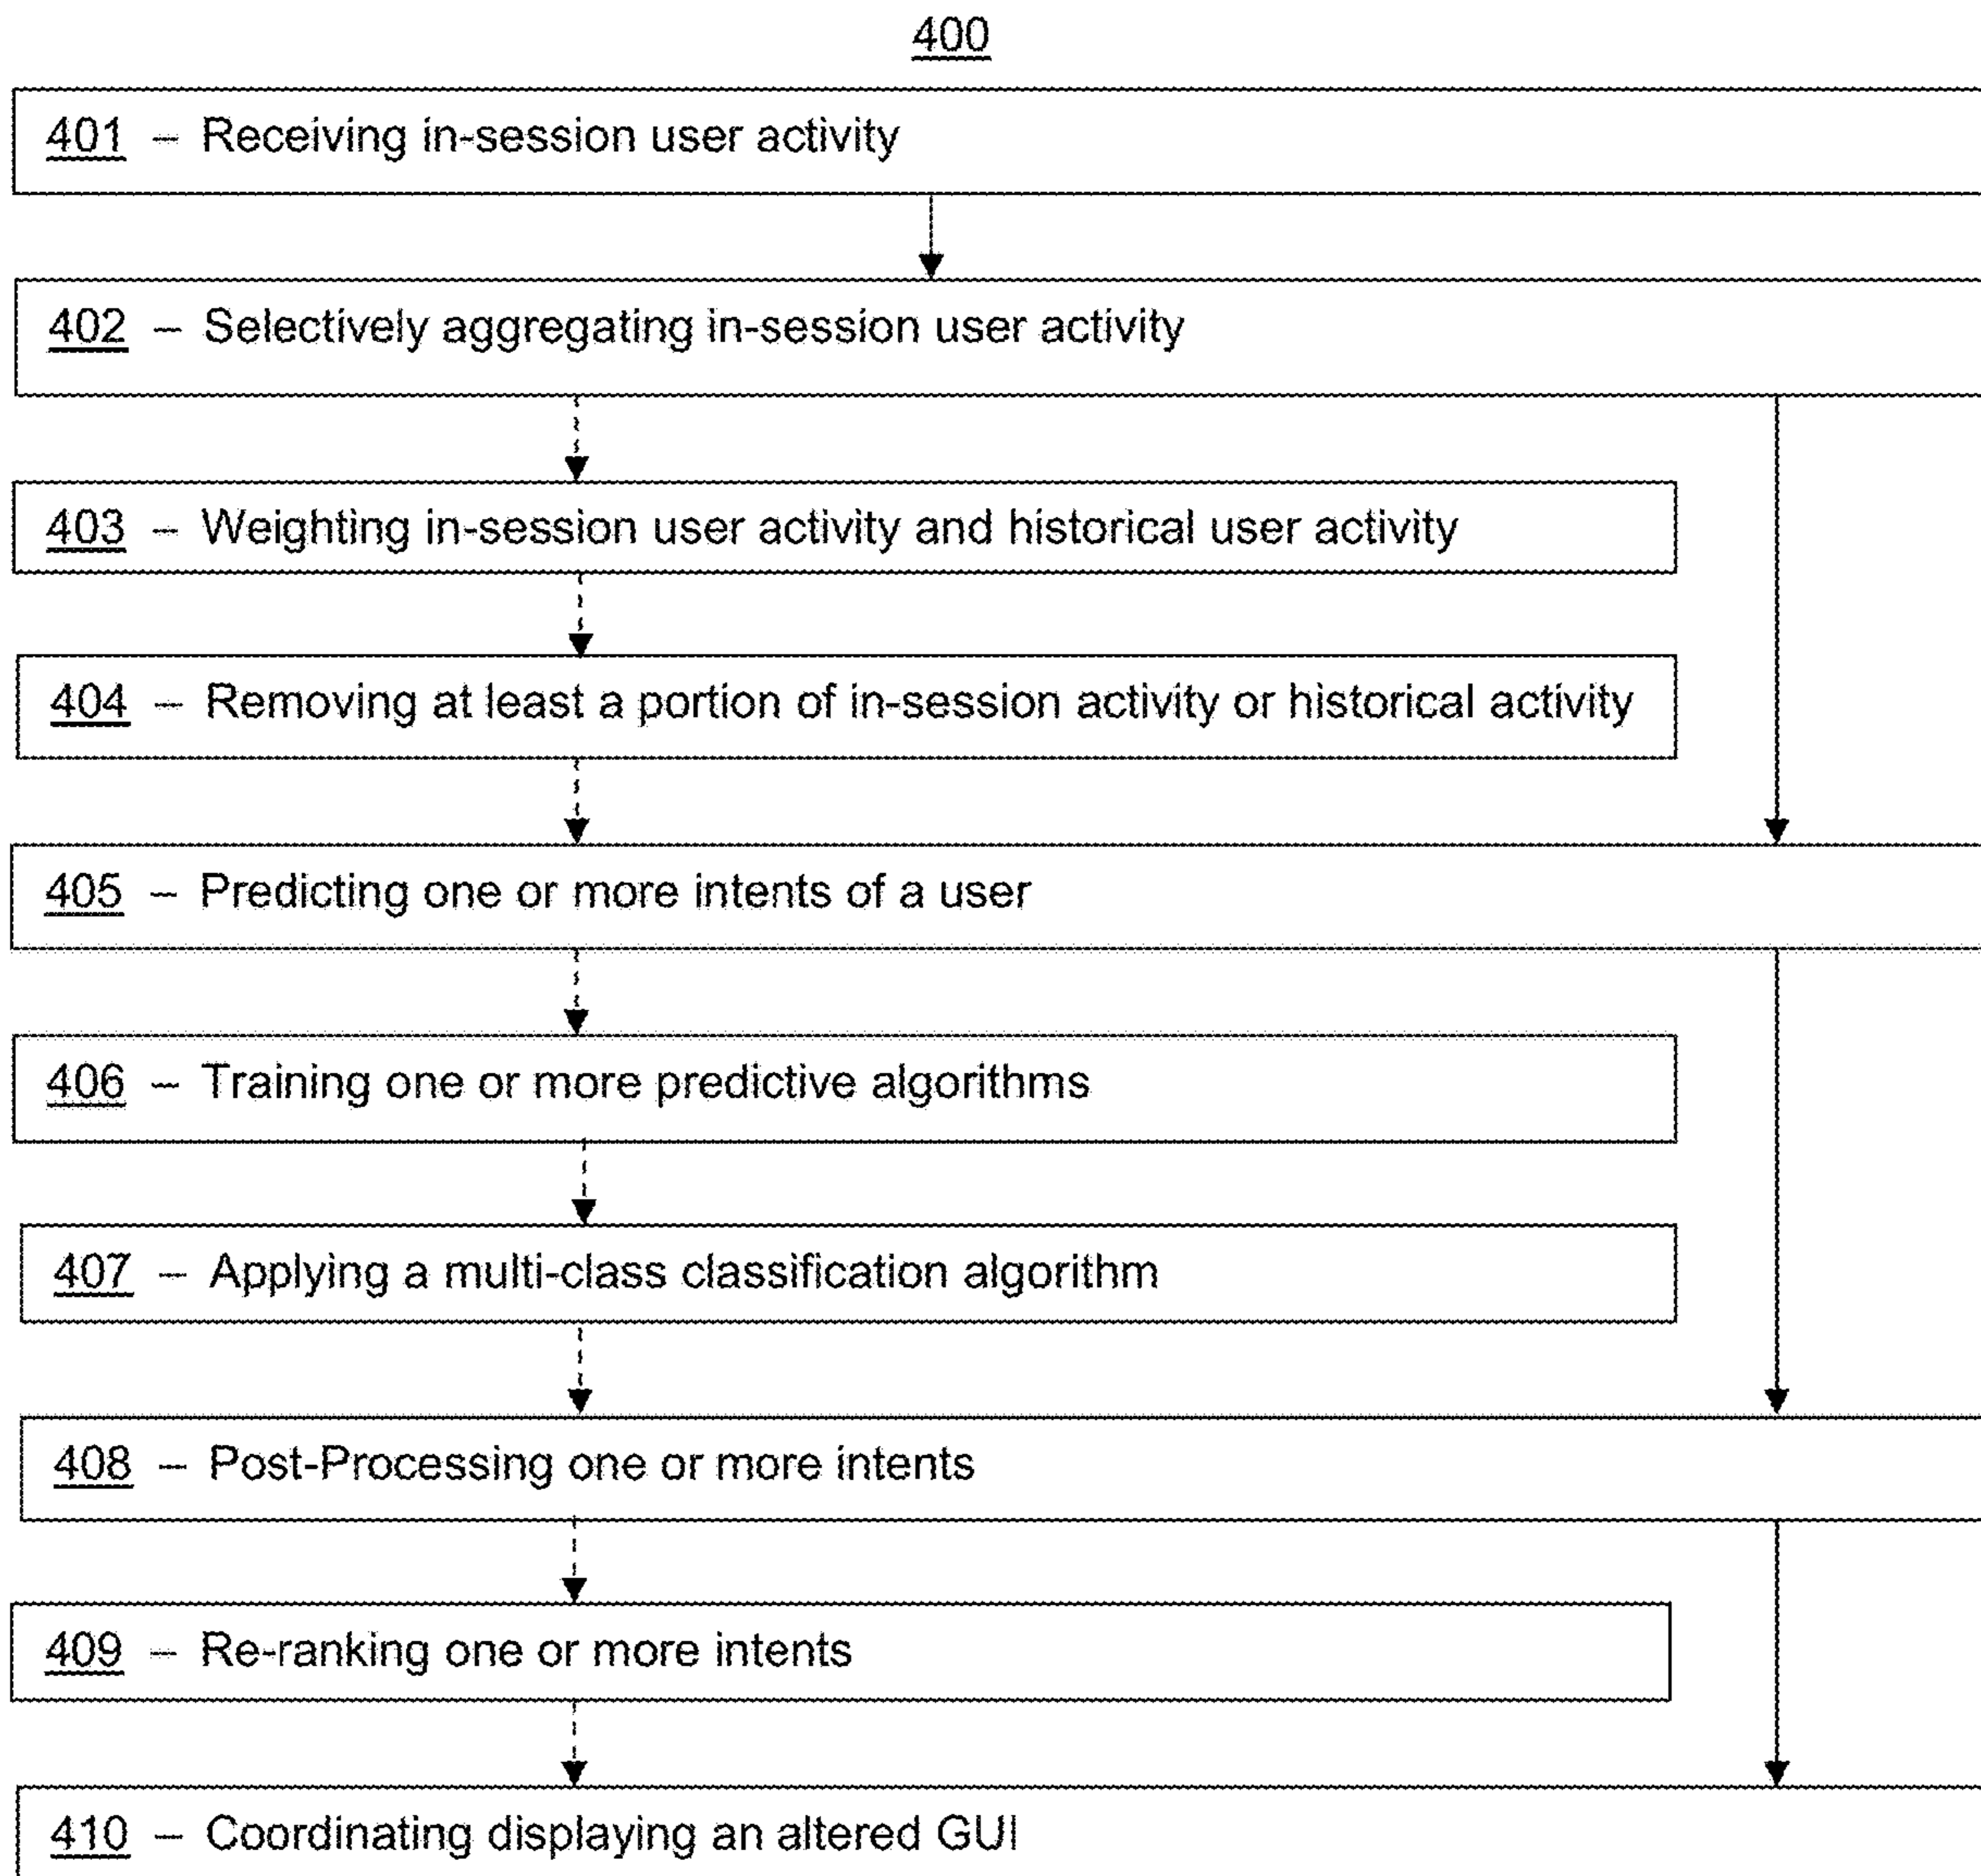 400
401 – Receiving in-session user activity
402 – Selectively aggregating in-session user activity
403 – Weighting in-session user activity and historical user activity
404 – Removing at least a portion of in-session activity or historical activity
405 – Predicting one or more intents of a user
406 – Training one or more predictive algorithms
407 – Applying a multi-class classification algorithm
408 – Post-Processing one or more intents
409 – Re-ranking one or more intents
410 – Coordinating displaying an altered GUI